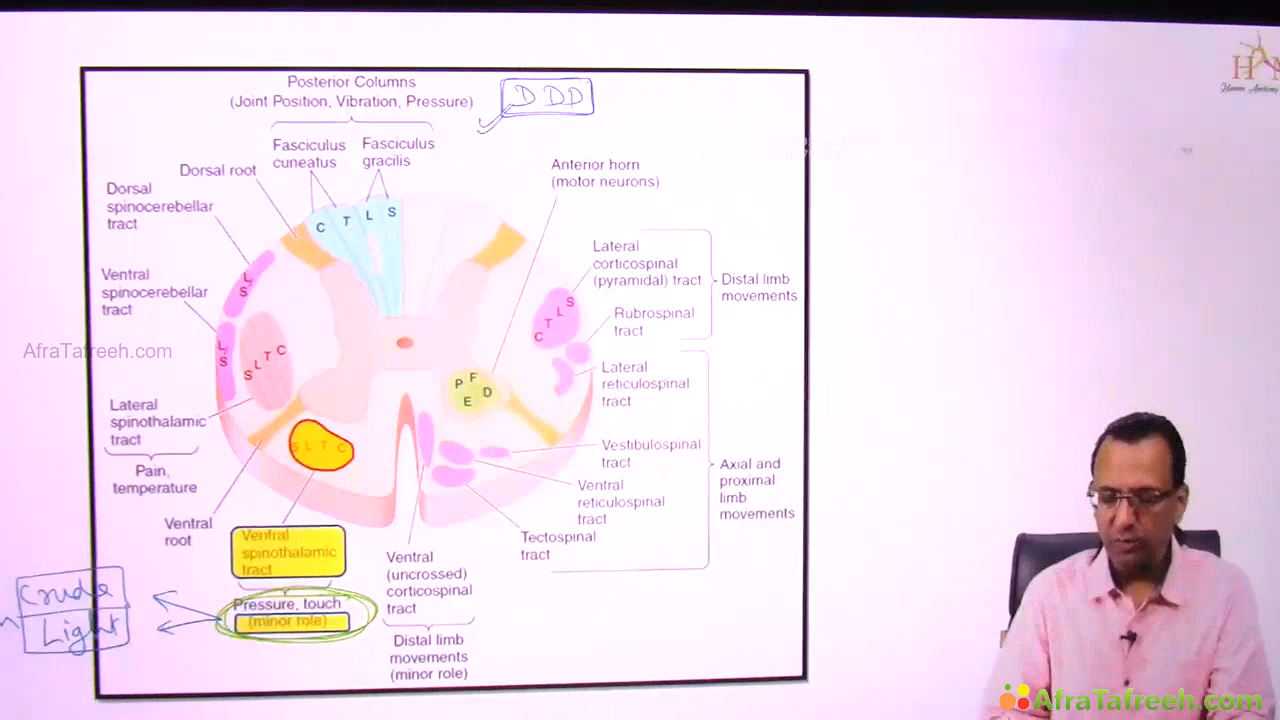 Posterior Columns
(Joint Position, Vibration, Pressure)
D DD
Fasciculus
cuneatus
Fasciculus
gracilis
Dorsal root
Anterior horn
(motor neurons)
Dorsal
spinocerebellar
tract
C T L S
Lateral
corticospinal
(pyramidal) tract
Distal limb
movements
Ventral
spinocerebellar
tract
L
S
S
L
T
C
Rubrospinal
tract
L
S
S L T C
P F
E D
Lateral
reticulospinal
tract
Lateral
spinothalamic
tract
Pain,
temperature
S L T C
Vestibulospinal
tract
Axial and
proximal
limb
movements
Ventral
reticulospinal
tract
Ventral
root
Tectospinal
tract
Ventral
spinothalamic
tract
Ventral
(uncrossed)
corticospinal
tract
Pressure, touch
(minor role)
Crude
Light
Distal limb
movements
(minor role)
AfraTafreeh.com
AfraTafreeh.com